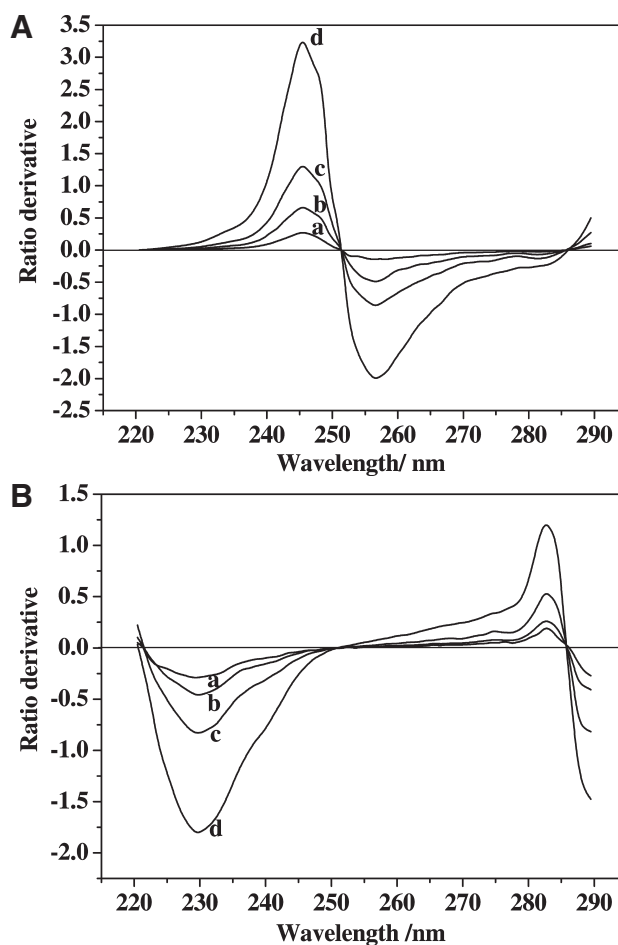 A
Ratio derivative
3.5
3.0
2.5
2.0
1.5
1.0
0.5
0.0
-0.5
-1.0
-1.5
-2.0
-2.5
d
c
b
a
220 230 240 250 260 270 280 290
Wavelength/ nm
B
Ratio derivative
1.5
1.0
0.5
0.0
-0.5
-1.0
-1.5
-2.0
a
b
c
d
220 230 240 250 260 270 280 290
Wavelength /nm